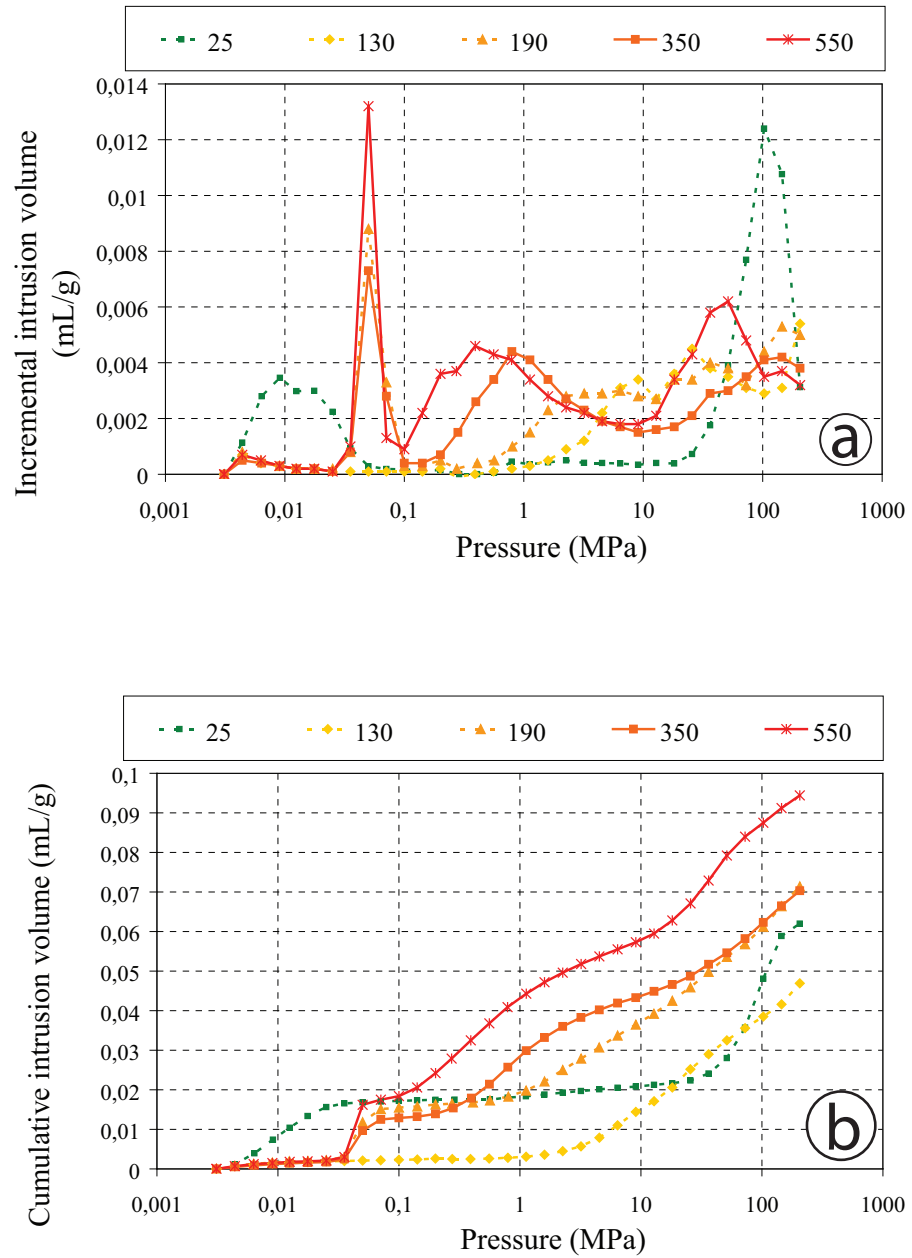 25 130 190 350 550
0,014
0,012
0,01
0,008
0,006
0,004
0,002
0
Incremental intrusion volume
(mL/g)
0,001 0,01 0,1 1 10 100 1000
Pressure (MPa)
a
25 130 190 350 550
0,1
0,09
0,08
0,07
0,06
0,05
0,04
0,03
0,02
0,01
0
Cumulative intrusion volume (mL/g)
0,001 0,01 0,1 1 10 100 1000
Pressure (MPa)
b